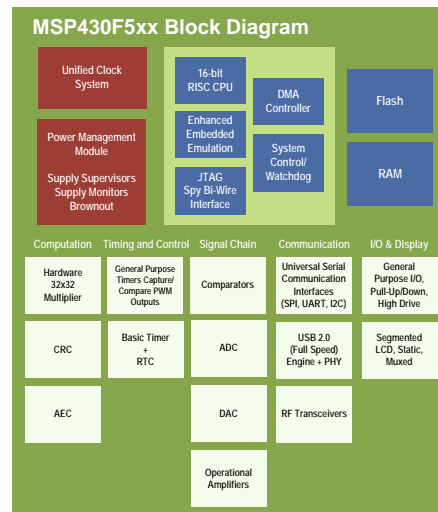 MSP430F5xx Block Diagram
Unified Clock
System
Power Management
Module
Supply Supervisors
Supply Monitors
Brownout
16-bit
RISC CPU
Enhanced
Embedded
Emulation
JTAG
Spy Bi-Wire
Interface
DMA
Controller
System
Control/
Watchdog
Flash
RAM
Computation
Hardware
32x32
Multiplier
CRC
AEC
Timing and Control
General Purpose
Timers Capture/
Compare PWM
Outputs
Basic Timer
+
RTC
Signal Chain
Comparators
ADC
DAC
Operational
Amplifiers
Communication
Universal Serial
Communication
Interfaces
(SPI, UART, I2C)
USB 2.0
(Full Speed)
Engine + PHY
RF Transceivers
I/O & Display
General
Purpose I/O,
Pull-Up/Down,
High Drive
Segmented
LCD, Static,
Muxed